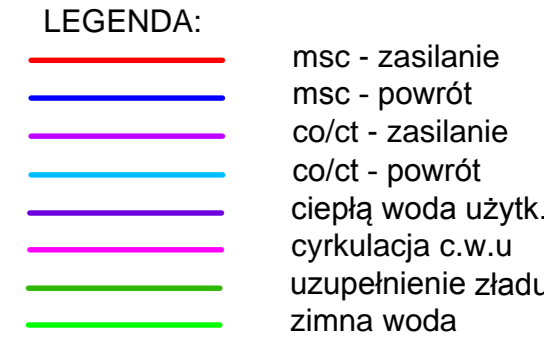 LEGENDA:
msc - zasilanie
msc - powrót
co/ct - zasilanie
co/ct - powrót
ciepłą woda użytk.
cyrkulacja c.w.u
uzupełnienie zładu
zimna woda